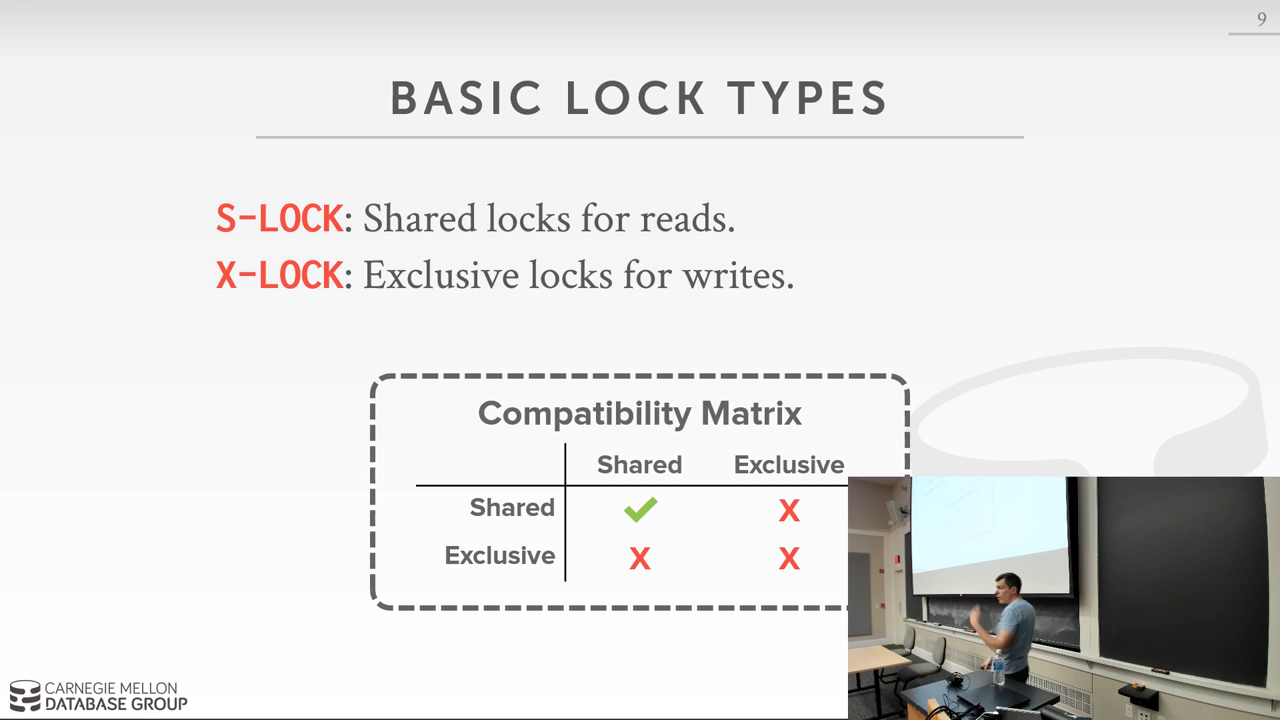 9
BASIC LOCK TYPES
S-LOCK: Shared locks for reads.
X-LOCK: Exclusive locks for writes.
Compatibility Matrix
Shared Exclusive
Shared ✓ X
Exclusive X X
CARNEGIE MELLON
DATABASE GROUP